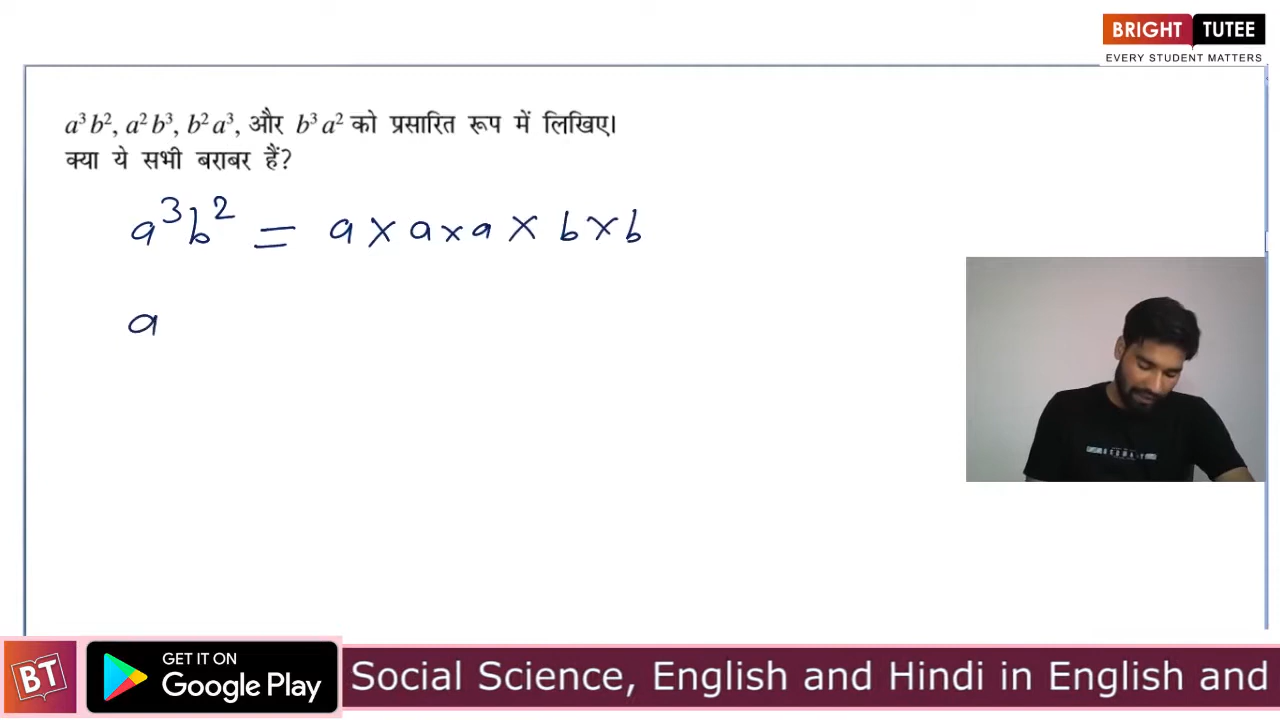 BRIGHT TUTEE
EVERY STUDENT MATTERS
a³b², a²b³, b²a³, और b³a² को प्रसारित रूप में लिखिए।
क्या ये सभी बराबर हैं?
a³b² = a × a × a × b × b
a
BT
GET IT ON
Google Play
Social Science, English and Hindi in English and